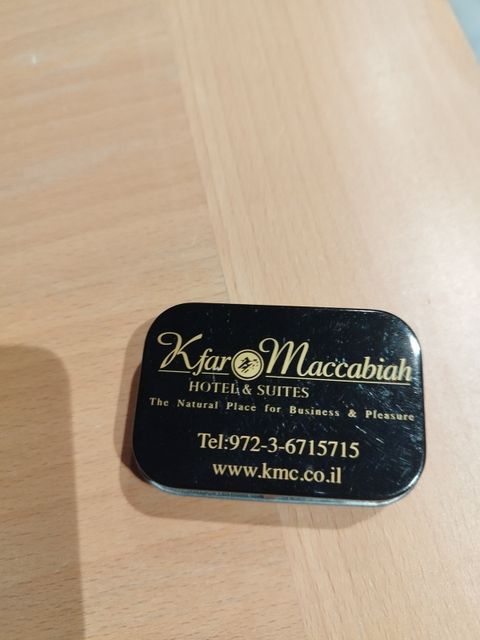 Kfar Maccabiah
HOTEL & SUITES
The Natural Place for Business & Pleasure
Tel:972-3-6715715
www.kmc.co.il